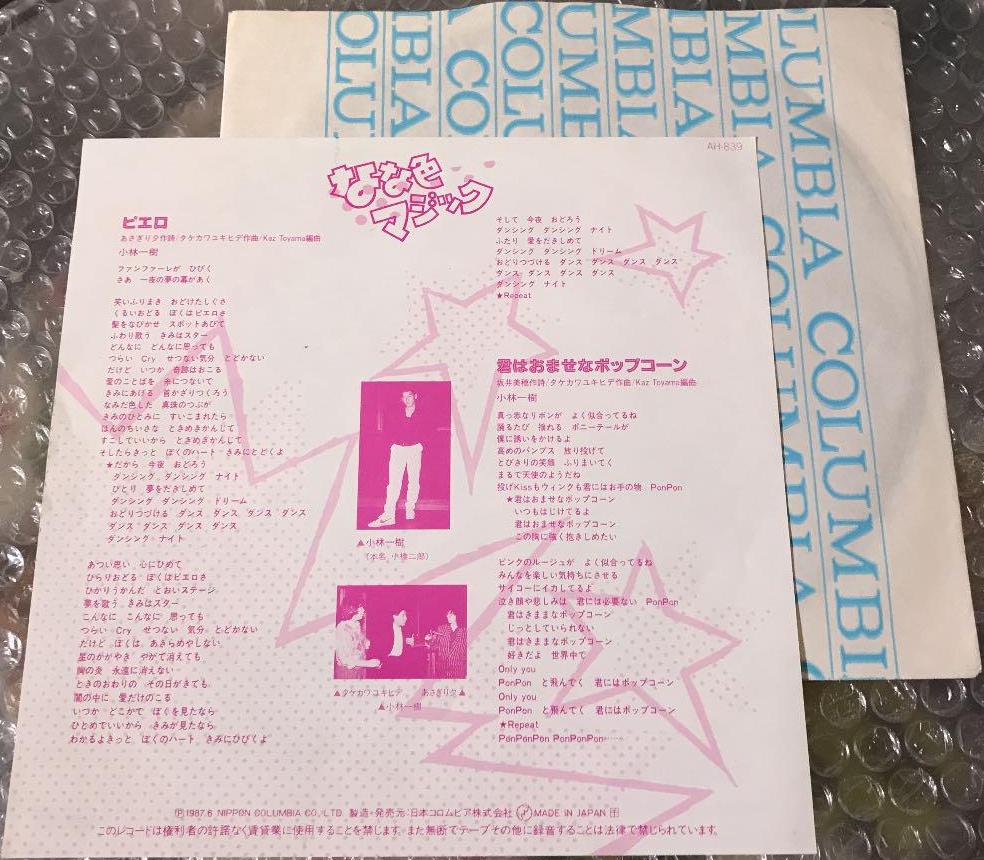 AH-839
なな色
マジック
ピエロ
あさぎり夕作詩/タケカワユキヒデ作曲/Kaz Toyama編曲
小林一樹
ファンファーレが ひびく
さあ 一夜の夢の幕があく
笑いふりまき おどけたしぐさ
くるいおどる ぼくはピエロさ
髪をなびかせ スポットあびて
ふわり歌う きみはスター
どんなに どんなに思っても
つらい Cry せつない気分 とどかない
だけど いつか 奇跡はおこる
愛のことばを 糸につないで
きみにあげる 首かざりつくろう
なみだ色した 真珠のつぶが
きみのひとみに すいこまれたら
ほんのちいさな ときめきかんじて
すこしでいいから ときめきかんじて
そしたらきっと ぼくのハート きみにとどくよ
★だから 今夜 おどろう
ダンシング ダンシング ナイト
ひとり 夢をだきしめて
ダンシング ダンシング ドリーム
おどりつづける ダンス ダンス ダンス ダンス
ダンス ダンス ダンス ダンス
ダンシング ナイト
あつい思い 心にひめて
ひらりおどる ぼくはピエロさ
ひかりうかんだ とおいステージ
夢を歌う きみはスター
こんなに こんなに 思っても
つらい Cry せつない 気分 とどかない
だけど ぼくは あきらめやしない
星のかがやき やがて消えても
胸の炎 永遠に消えない
ときのおわりの その日がきても
闇の中に 愛だけのこる
いつか どこかで ぼくを見たなら
ひとめでいいから きみが見たなら
わかるよきっと ぼくのハート きみにひびくよ
そして 今夜 おどろう
ダンシング ダンシング ナイト
ふたり 愛をだきしめて
ダンシング ダンシング ドリーム
おどりつづける ダンス ダンス ダンス ダンス
ダンス ダンス ダンス ダンス
ダンシング ナイト
★Repeat
君はおませなポップコーン
坂井美穂作詩/タケカワユキヒデ作曲/Kaz Toyama編曲
小林一樹
真っ赤なリボンが よく似合ってるね
踊るたび 揺れる ポニーテールが
僕に誘いをかけるよ
高めのパンプス 放り投げて
とびきりの笑顔 ふりまいてく
まるで天使のようだね
投げKissもウィンクも君にはお手の物 PonPon
★君はおませなポップコーン
いつもはじけてるよ
君はおませなポップコーン
この胸に強く抱きしめたい
ピンクのルージュが よく似合ってるね
みんなを楽しい気持ちにさせる
サイコーにイカしてるよ
泣き顔や悲しみは 君には必要ない PonPon
君はきままなポップコーン
じっとしていられない
君はきままなポップコーン
好きだよ 世界中で
Only you
PonPon と飛んでく 君にはポップコーン
Only you
PonPon と飛んでく 君にはポップコーン
★Repeat
PonPonPon PonPonPon……
▲小林一樹
(本名 小橋二郎)
▲タケカワユキヒデ あさぎり夕▲
▲小林一樹
Ⓟ1987.6 NIPPON COLUMBIA CO., LTD. 製造・発売元:日本コロムビア株式会社 MADE IN JAPAN
このレコードは権利者の許諾なく賃貸業に使用することを禁じます。また無断でテープその他に録音することは法律で禁じられています。
COLUMBIA COLUMBIA